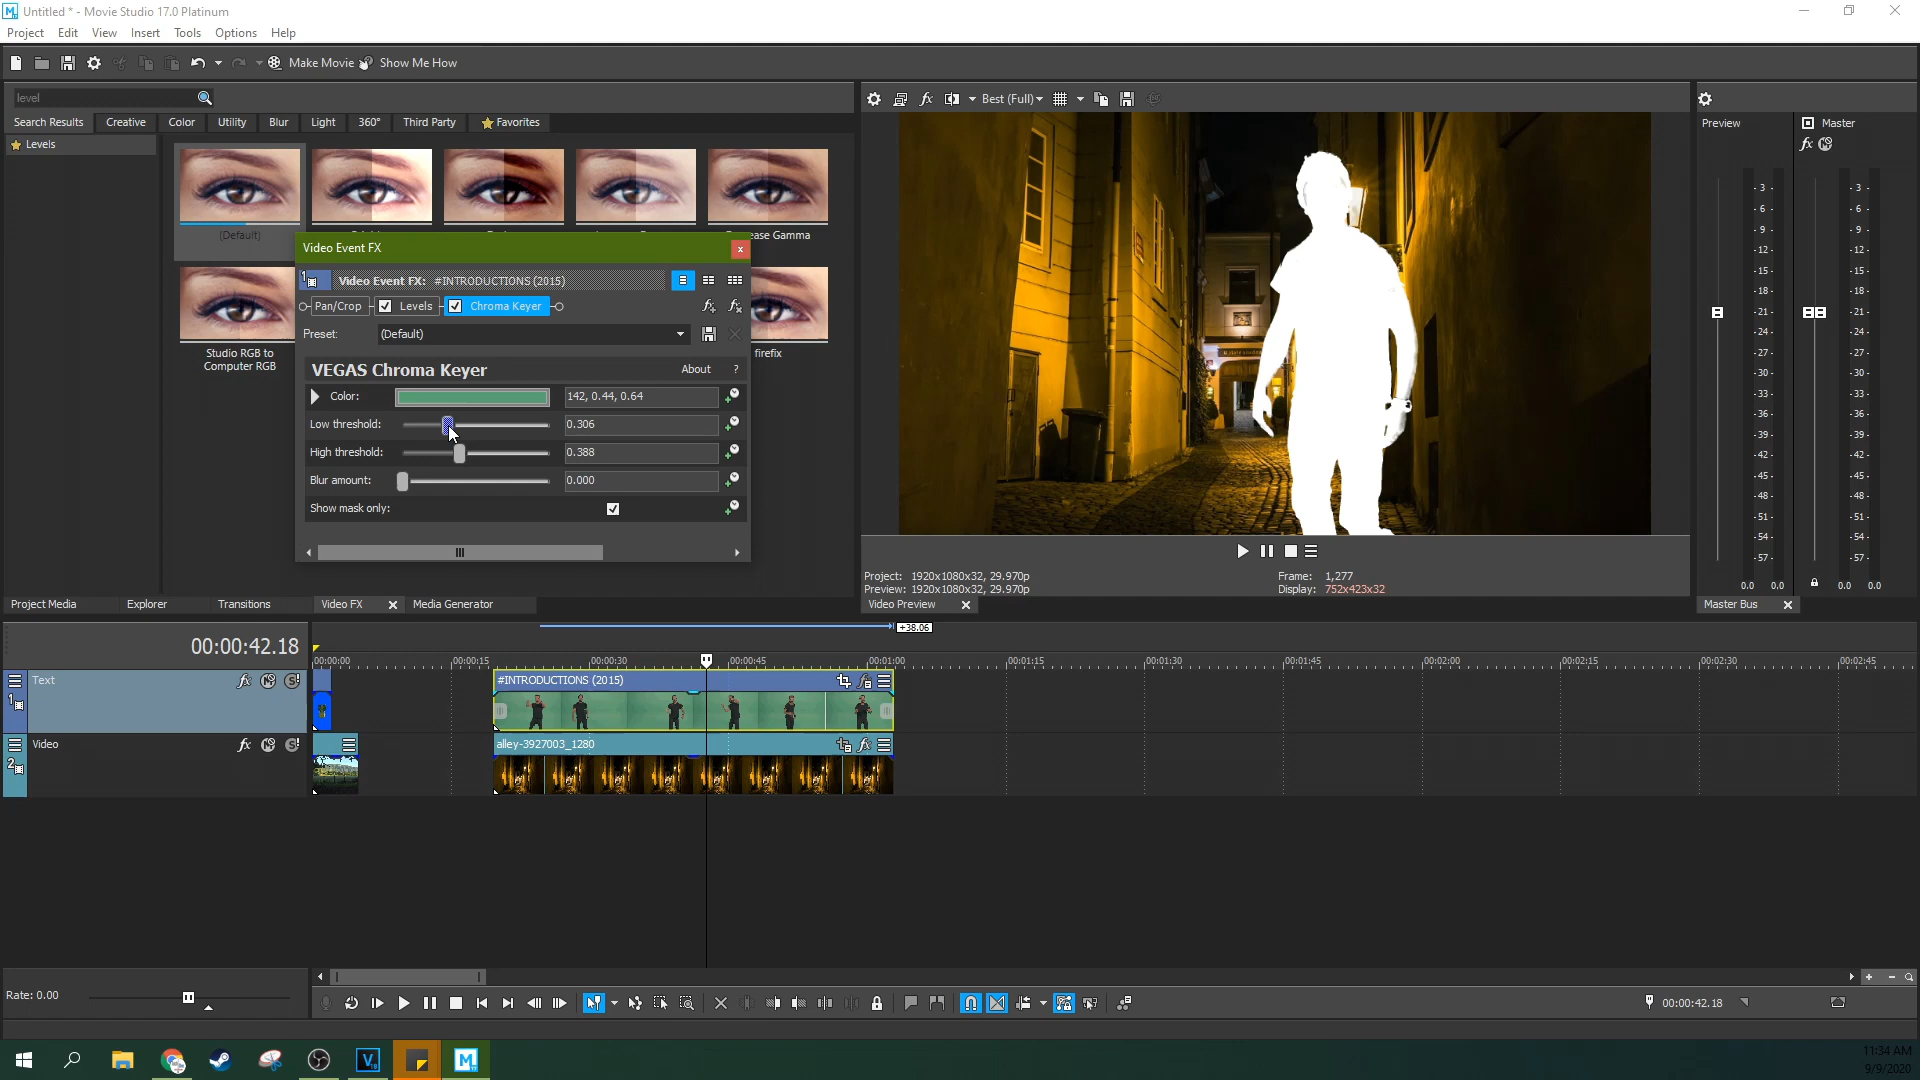 Untitled * - Movie Studio 17.0 Platinum
Project Edit View Insert Tools Options Help
Make Movie Show Me How
level
Best (Full)
Search Results Creative Color Utility Blur Light 360° Third Party Favorites
Preview Master
Levels
(Default) ease Gamma
Video Event FX
Video Event FX: #INTRODUCTIONS (2015)
Pan/Crop Levels Chroma Keyer
Preset: (Default)
Studio RGB to
Computer RGB
firefix
VEGAS Chroma Keyer About ?
Color: 142, 0.44, 0.64
Low threshold: 0.306
High threshold: 0.388
Blur amount: 0.000
Show mask only:
- 3 - - 3 -
- 6 - - 6 -
- 9 - - 9 -
-12- -12-
-15- -15-
-18- -18-
-21- -21-
-24- -24-
-27- -27-
-30- -30-
-33- -33-
-36- -36-
-39- -39-
-42- -42-
-45- -45-
-48- -48-
-51- -51-
-54- -54-
-57- -57-
0.0 0.0 0.0 0.0
Project: 1920x1080x32, 29.970p Frame: 1,277
Preview: 1920x1080x32, 29.970p Display: 752x423x32
Project Media Explorer Transitions Video FX Media Generator Video Preview Master Bus
+38.06
00:00:42.18
00:00:00 00:00:15 00:00:30 00:00:45 00:01:00 00:01:15 00:01:30 00:01:45 00:02:00 00:02:15 00:02:30 00:02:45
1 Text #INTRODUCTIONS (2015)
2 Video alley-3927003_1280
Rate: 0.00
00:00:42.18
11:34 AM
9/9/2020